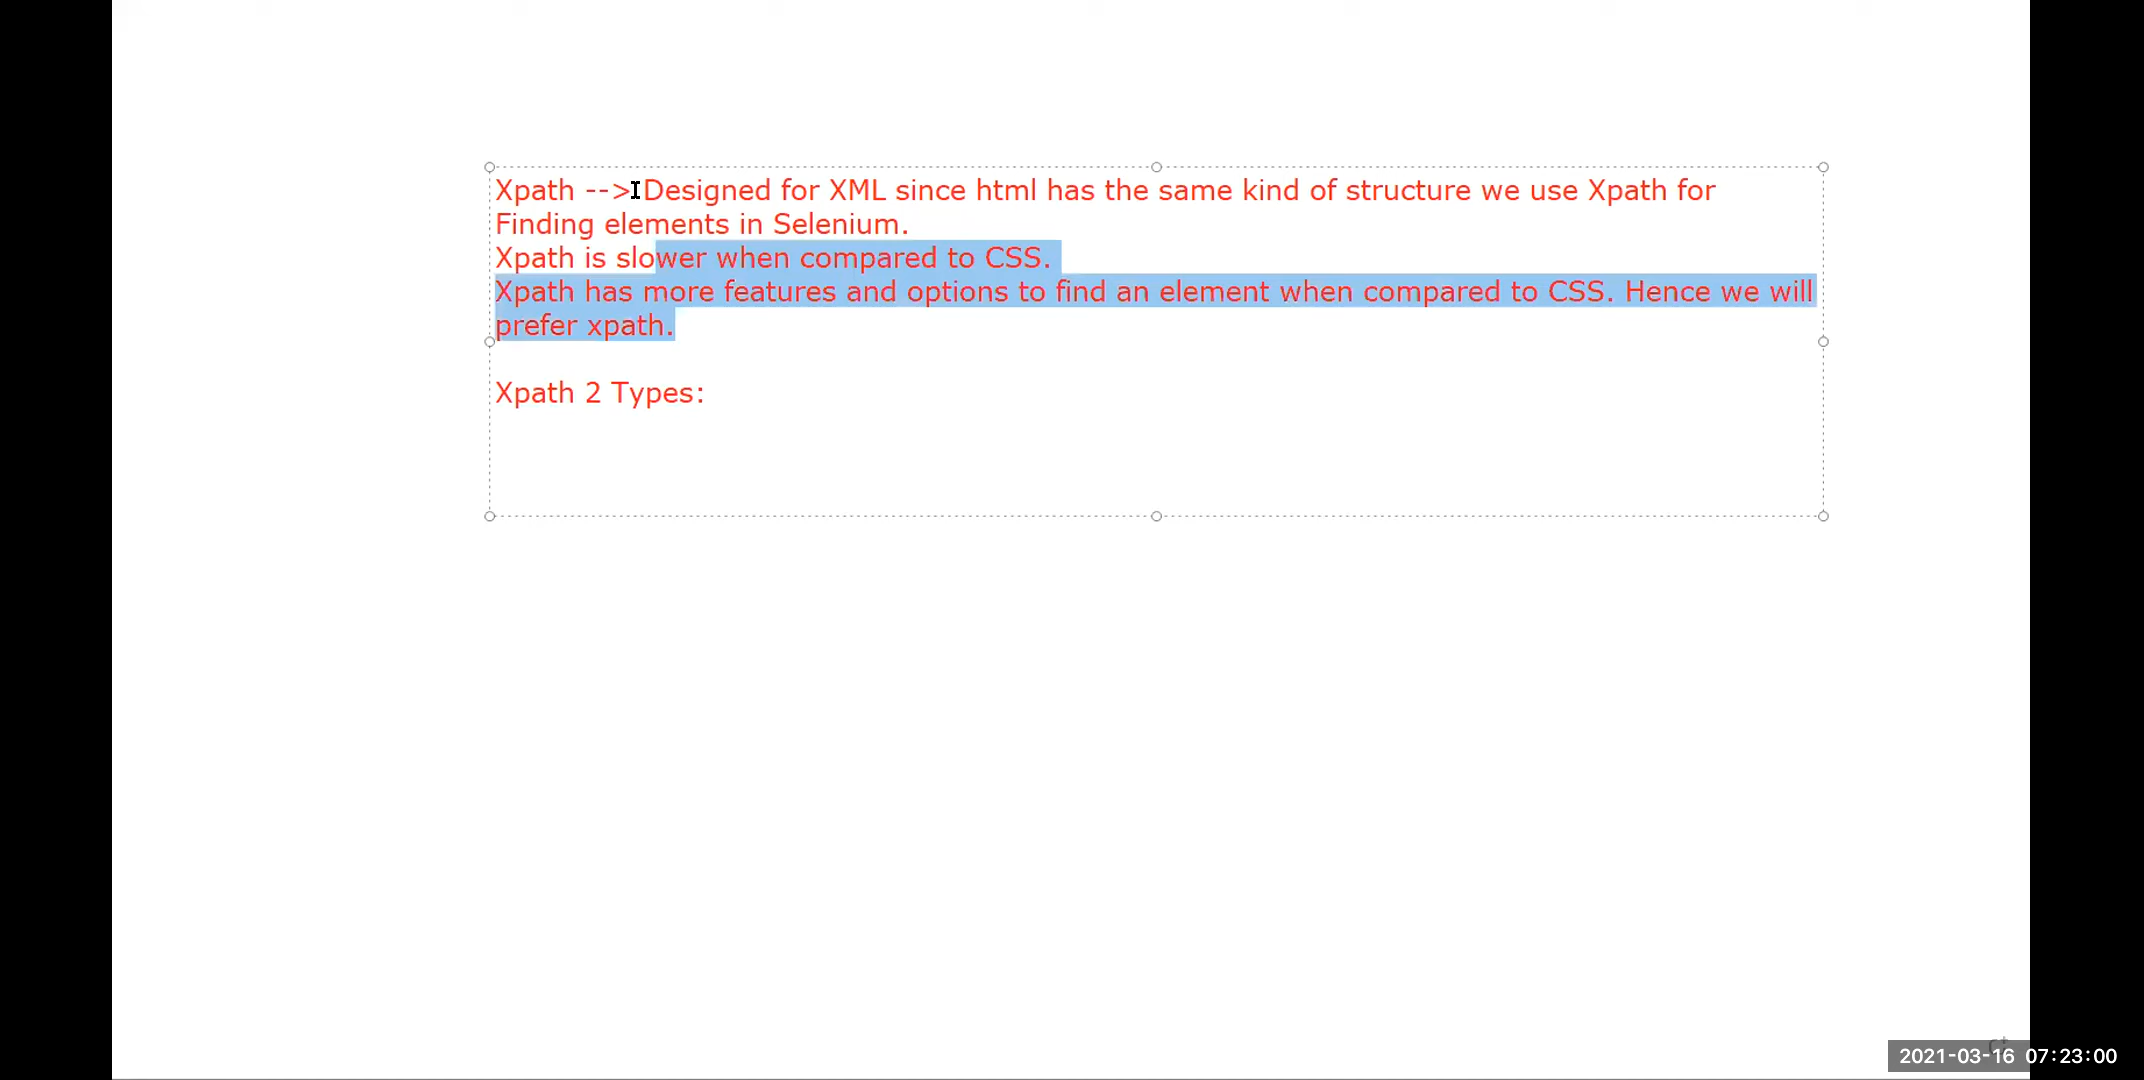 Xpath --> Designed for XML since html has the same kind of structure we use Xpath for
Finding elements in Selenium.
Xpath is slower when compared to CSS.
Xpath has more features and options to find an element when compared to CSS. Hence we will
prefer xpath.
Xpath 2 Types:
2021-03-16 07:23:00